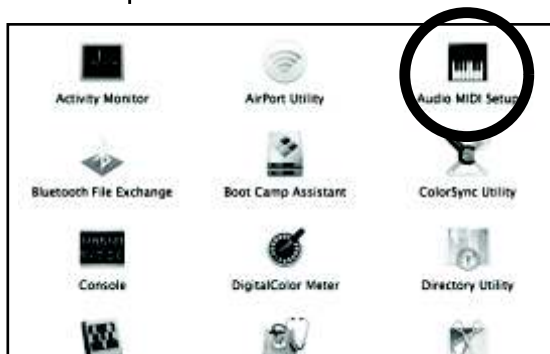 Activity Monitor
AirPort Utility
Audio MIDI Setup
Bluetooth File Exchange
Boot Camp Assistant
ColorSync Utility
Console
DigitalColor Meter
Directory Utility